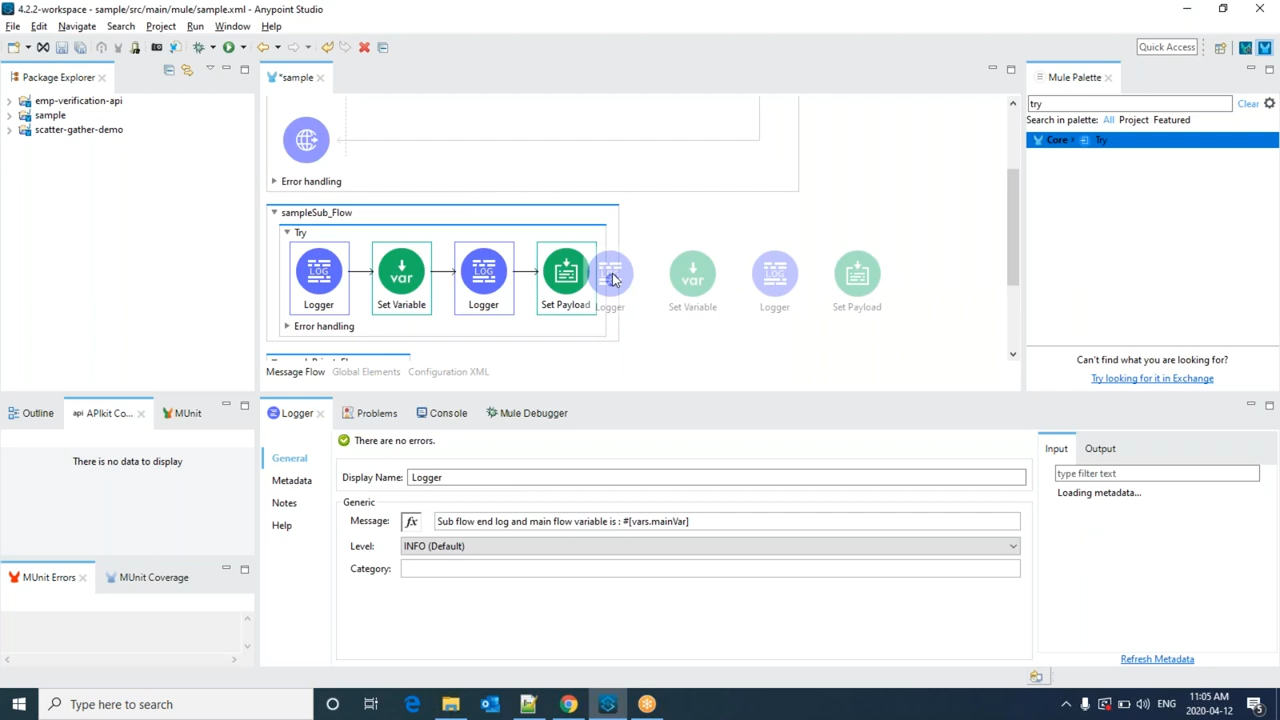 4.2.2-workspace - sample/src/main/mule/sample.xml - Anypoint Studio
File Edit Navigate Search Project Run Window Help
Quick Access
Package Explorer
emp-verification-api
sample
scatter-gather-demo
*sample
Error handling
sampleSub_Flow
Try
LOG
var
LOG
Logger
Set Variable
Logger
Set Payload
Logger
Set Variable
Logger
Set Payload
Error handling
Message Flow Global Elements Configuration XML
Mule Palette
try
Clear
Search in palette: All Project Featured
Core Try
Can't find what you are looking for?
Try looking for it in Exchange
Outline
api APIkit Co...
MUnit
There is no data to display
MUnit Errors
MUnit Coverage
Logger
Problems
Console
Mule Debugger
There are no errors.
General
Metadata
Notes
Help
Display Name: Logger
Generic
Message: fx Sub flow end log and main flow variable is : #[vars.mainVar]
Level: INFO (Default)
Category:
Input
Output
type filter text
Loading metadata...
Refresh Metadata
Type here to search
ENG
11:05 AM
2020-04-12
5